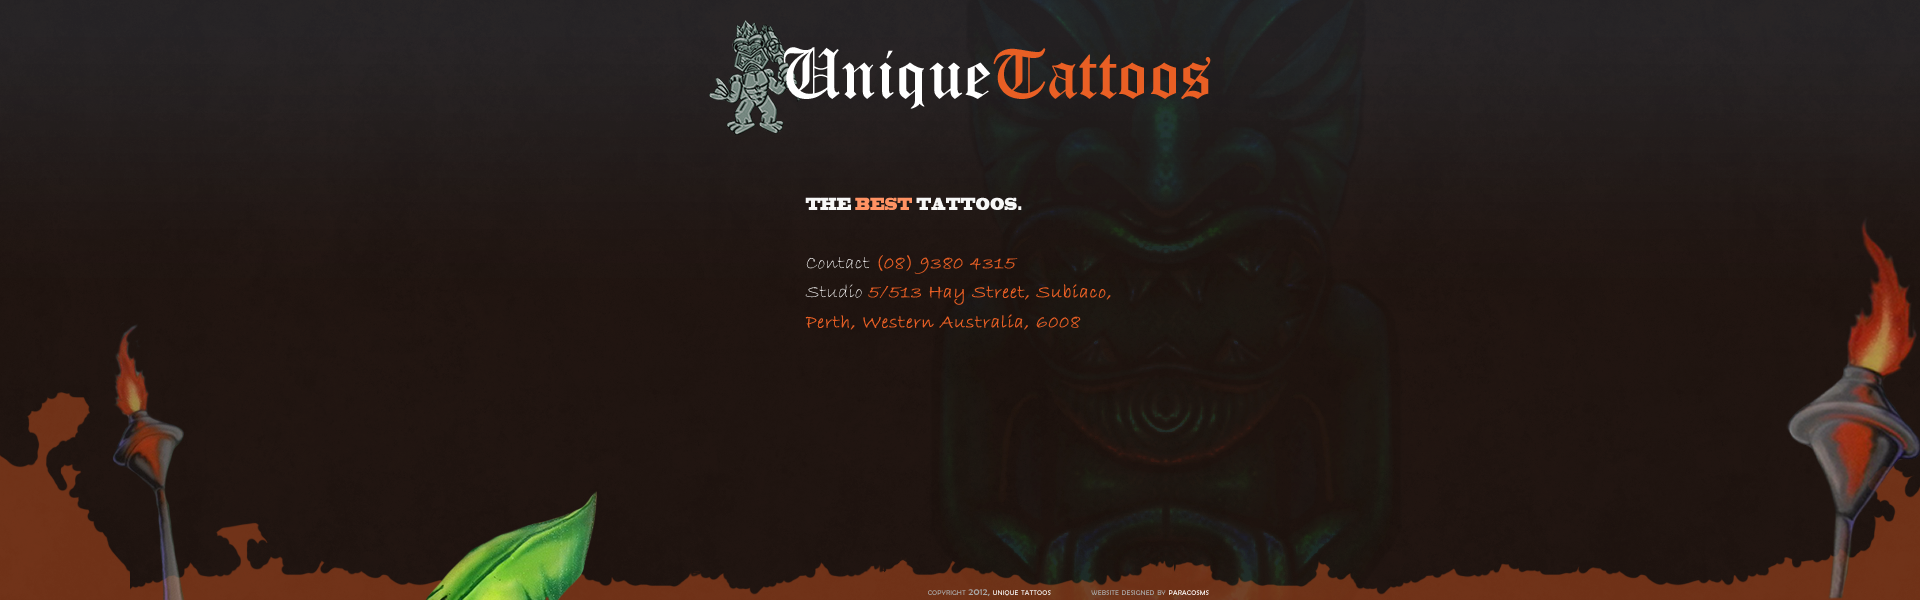 UniqueTattoos
THE BEST TATTOOS.
Contact (08) 9380 4315
Studio 5/513 Hay Street, Subiaco,
Perth, Western Australia, 6008
COPYRIGHT 2012, UNIQUE TATTOOS WEBSITE DESIGNED BY PARACOSMS